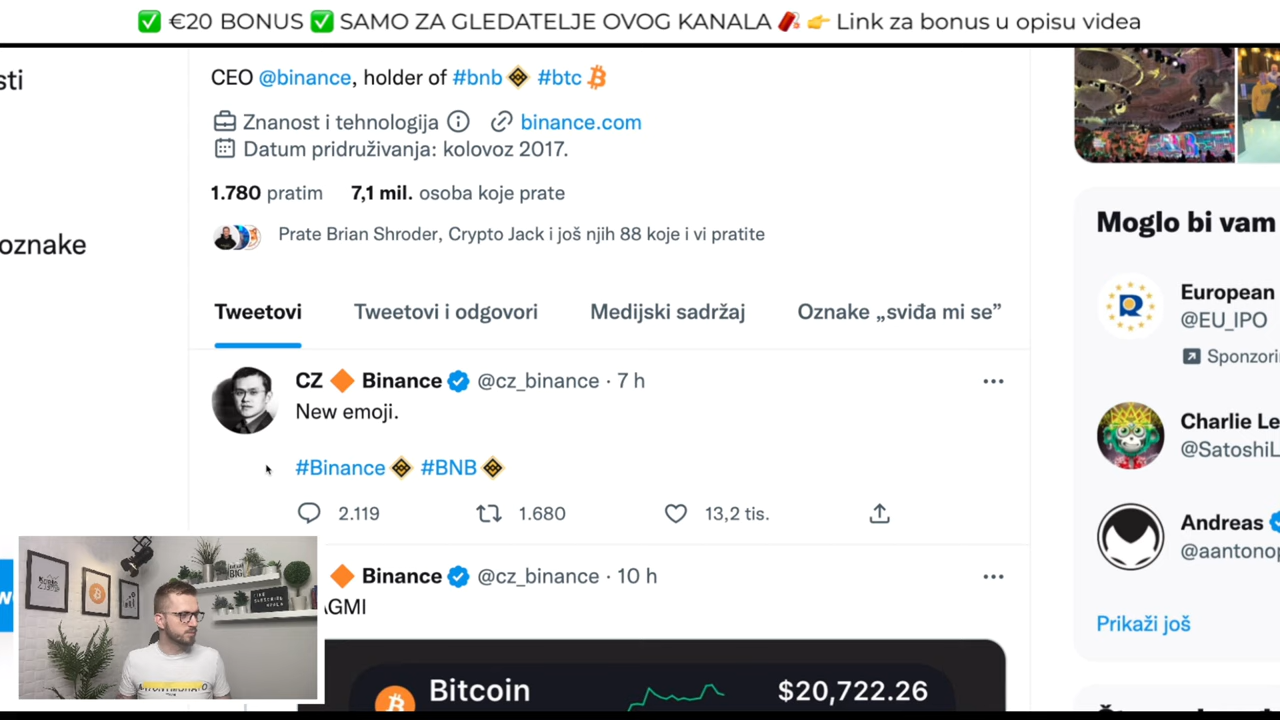 ✅ €20 BONUS ✅ SAMO ZA GLEDATELJE OVOG KANALA 🧨 👉 Link za bonus u opisu videa
sti
oznake
CEO @binance, holder of #bnb #btc
Znanost i tehnologija binance.com
Datum pridruživanja: kolovoz 2017.
1.780 pratim 7,1 mil. osoba koje prate
Prate Brian Shroder, Crypto Jack i još njih 88 koje i vi pratite
Tweetovi Tweetovi i odgovori Medijski sadržaj Oznake „sviđa mi se”
CZ 🔶 Binance @cz_binance · 7 h
New emoji.
#Binance #BNB
2.119 1.680 13,2 tis.
🔶 Binance @cz_binance · 10 h
AGMI
Bitcoin $20,722.26
Moglo bi vam
European
@EU_IPO
Sponzori
Charlie Le
@SatoshiL
Andreas
@aantonop
Prikaži još